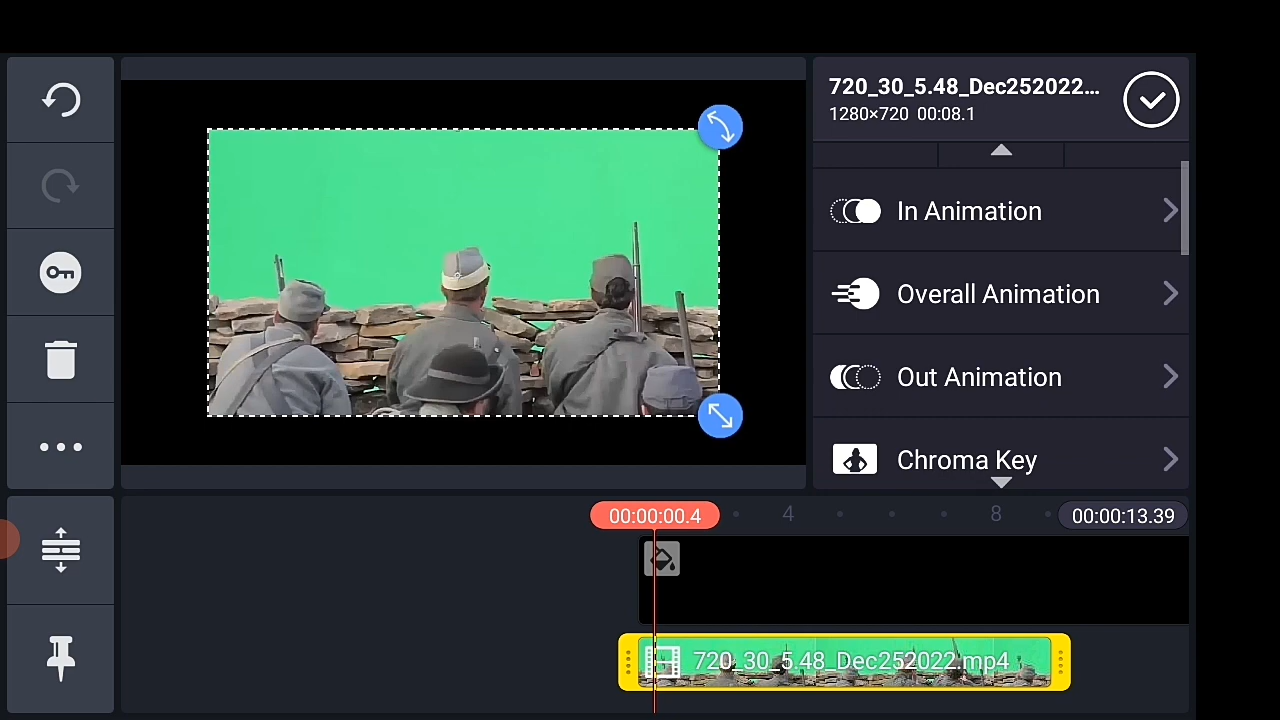 720_30_5.48_Dec252022...
1280×720 00:08.1
In Animation
Overall Animation
Out Animation
Chroma Key
00:00:00.4
4
8
00:00:13.39
720_30_5.48_Dec252022.mp4